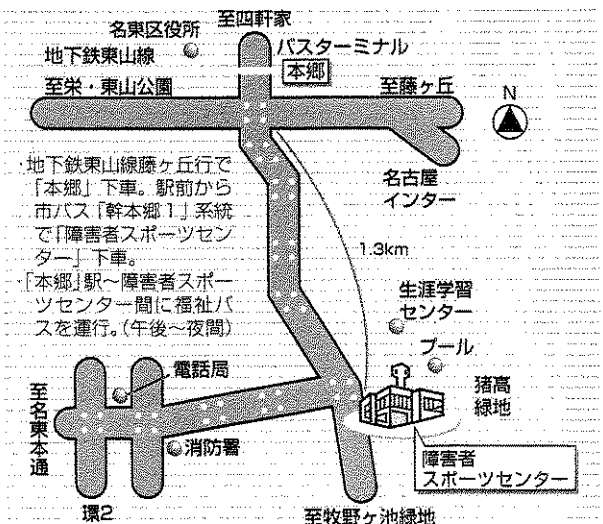 至四軒家
名東区役所
地下鉄東山線
バスターミナル
本郷
至栄・東山公園
至藤ヶ丘
N
名古屋
インター
・地下鉄東山線藤ヶ丘行で
「本郷」下車。駅前から
市バス「幹本郷1」系統
で「障害者スポーツセン
ター」下車。
・「本郷」駅〜障害者スポー
ツセンター間に福祉バ
スを運行。(午後〜夜間)
1.3km
生涯学習
センター
プール
猪高
緑地
電話局
至名東本通
消防署
障害者
スポーツセンター
環2
至牧野ヶ池緑地